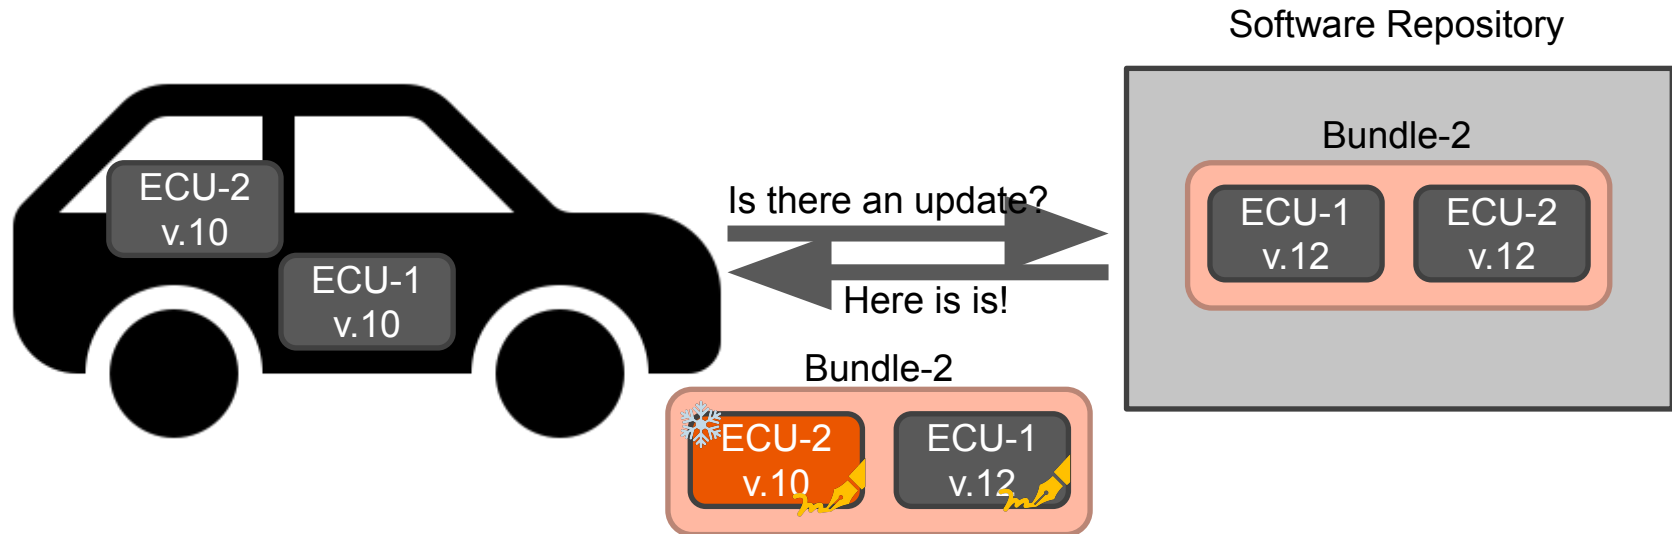 Software Repository
Bundle-2
ECU-1
v.12
ECU-2
v.12
ECU-2
v.10
ECU-1
v.10
Is there an update?
Here is is!
Bundle-2
ECU-2
v.10
ECU-1
v.12